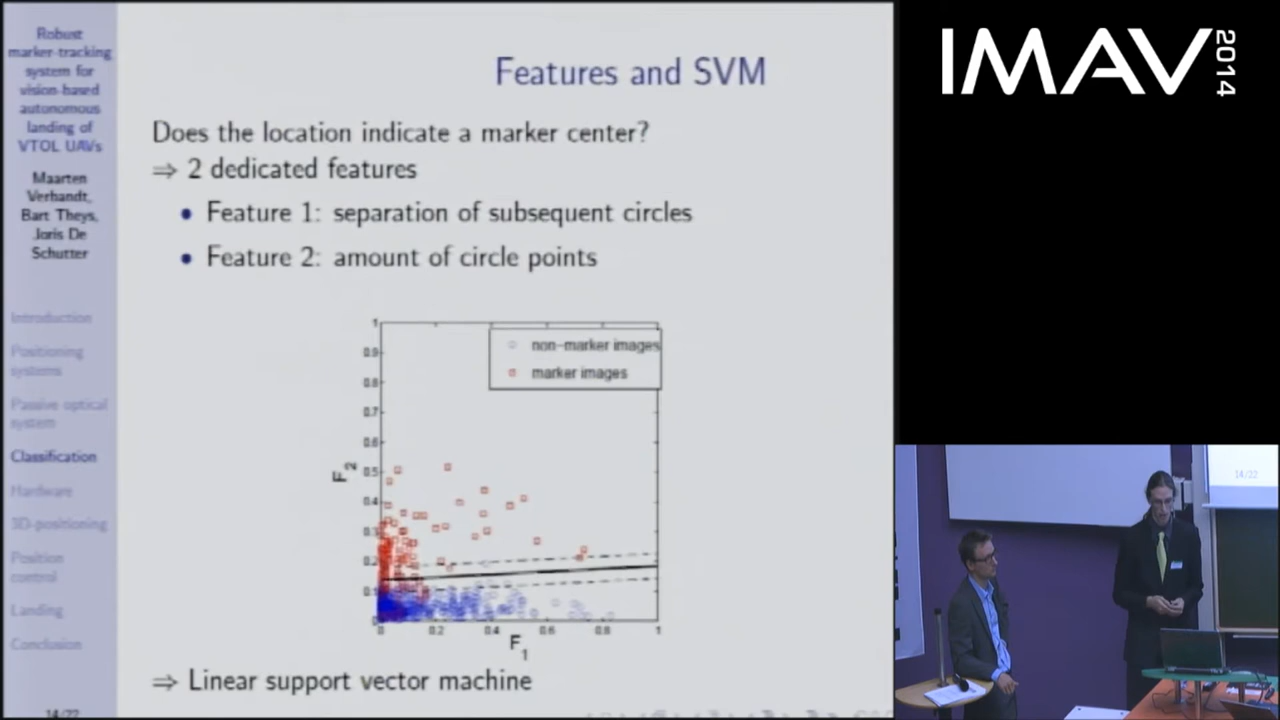 Robust
marker-tracking
system for
vision-based
autonomous
landing of
VTOL UAVs
Maarten
Verhandt,
Bart Theys,
Joris De
Schutter
Introduction
Positioning
systems
Passive optical
system
Classification
Hardware
3D-positioning
Position
control
Landing
Conclusion
14/22
Features and SVM
Does the location indicate a marker center?
⇒ 2 dedicated features
• Feature 1: separation of subsequent circles
• Feature 2: amount of circle points
non-marker images
marker images
1
0.9
0.8
0.7
0.6
0.5
0.4
0.3
0.2
0.1
0
F2
0 0.2 0.4 0.6 0.8 1
F1
⇒ Linear support vector machine
IMAV 2014
14/22